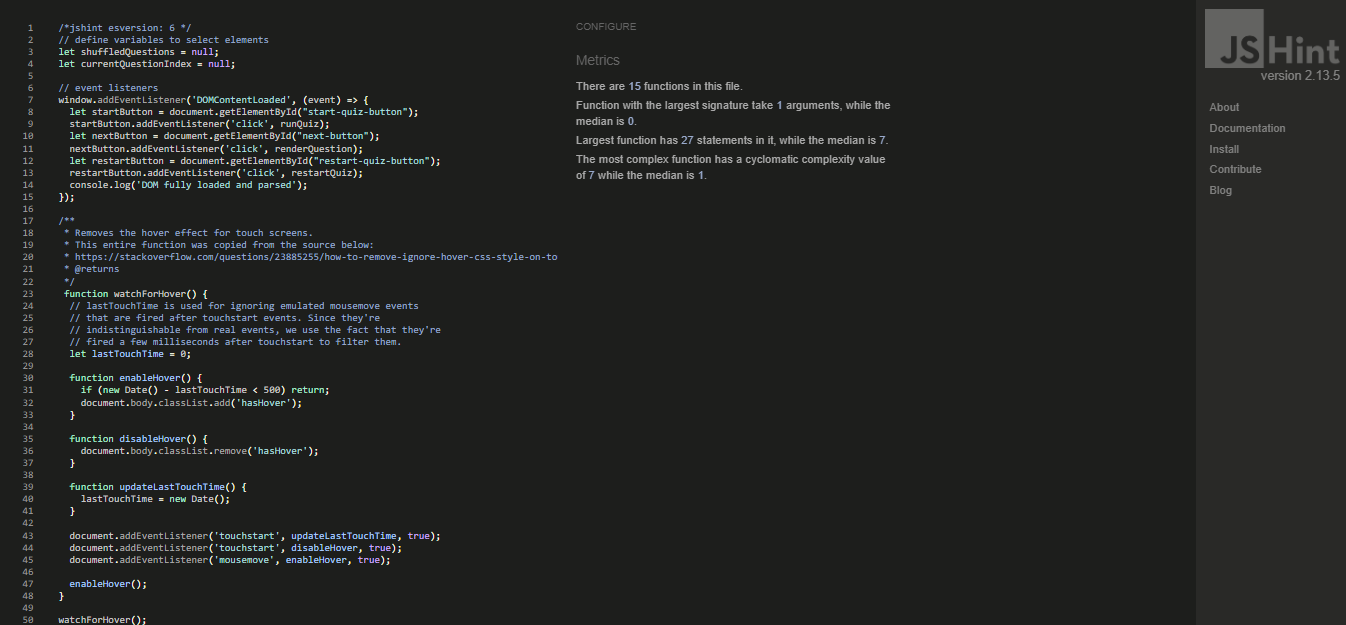 1 /*jshint esversion: 6 */
2 // define variables to select elements
3 let shuffledQuestions = null;
4 let currentQuestionIndex = null;
5
6 // event listeners
7 window.addEventListener('DOMContentLoaded', (event) => {
8 let startButton = document.getElementById("start-quiz-button");
9 startButton.addEventListener('click', runQuiz);
10 let nextButton = document.getElementById("next-button");
11 nextButton.addEventListener('click', renderQuestion);
12 let restartButton = document.getElementById("restart-quiz-button");
13 restartButton.addEventListener('click', restartQuiz);
14 console.log('DOM fully loaded and parsed');
15 });
16
17 /**
18 * Removes the hover effect for touch screens.
19 * This entire function was copied from the source below:
20 * https://stackoverflow.com/questions/23885255/how-to-remove-ignore-hover-css-style-on-to
21 * @returns
22 */
23 function watchForHover() {
24 // lastTouchTime is used for ignoring emulated mousemove events
25 // that are fired after touchstart events. Since they're
26 // indistinguishable from real events, we use the fact that they're
27 // fired a few milliseconds after touchstart to filter them.
28 let lastTouchTime = 0;
29
30 function enableHover() {
31 if (new Date() - lastTouchTime < 500) return;
32 document.body.classList.add('hasHover');
33 }
34
35 function disableHover() {
36 document.body.classList.remove('hasHover');
37 }
38
39 function updateLastTouchTime() {
40 lastTouchTime = new Date();
41 }
42
43 document.addEventListener('touchstart', updateLastTouchTime, true);
44 document.addEventListener('touchstart', disableHover, true);
45 document.addEventListener('mousemove', enableHover, true);
46
47 enableHover();
48 }
49
50 watchForHover();
CONFIGURE
Metrics
There are 15 functions in this file.
Function with the largest signature take 1 arguments, while the
median is 0.
Largest function has 27 statements in it, while the median is 7.
The most complex function has a cyclomatic complexity value
of 7 while the median is 1.
JSHint
version 2.13.5
About
Documentation
Install
Contribute
Blog